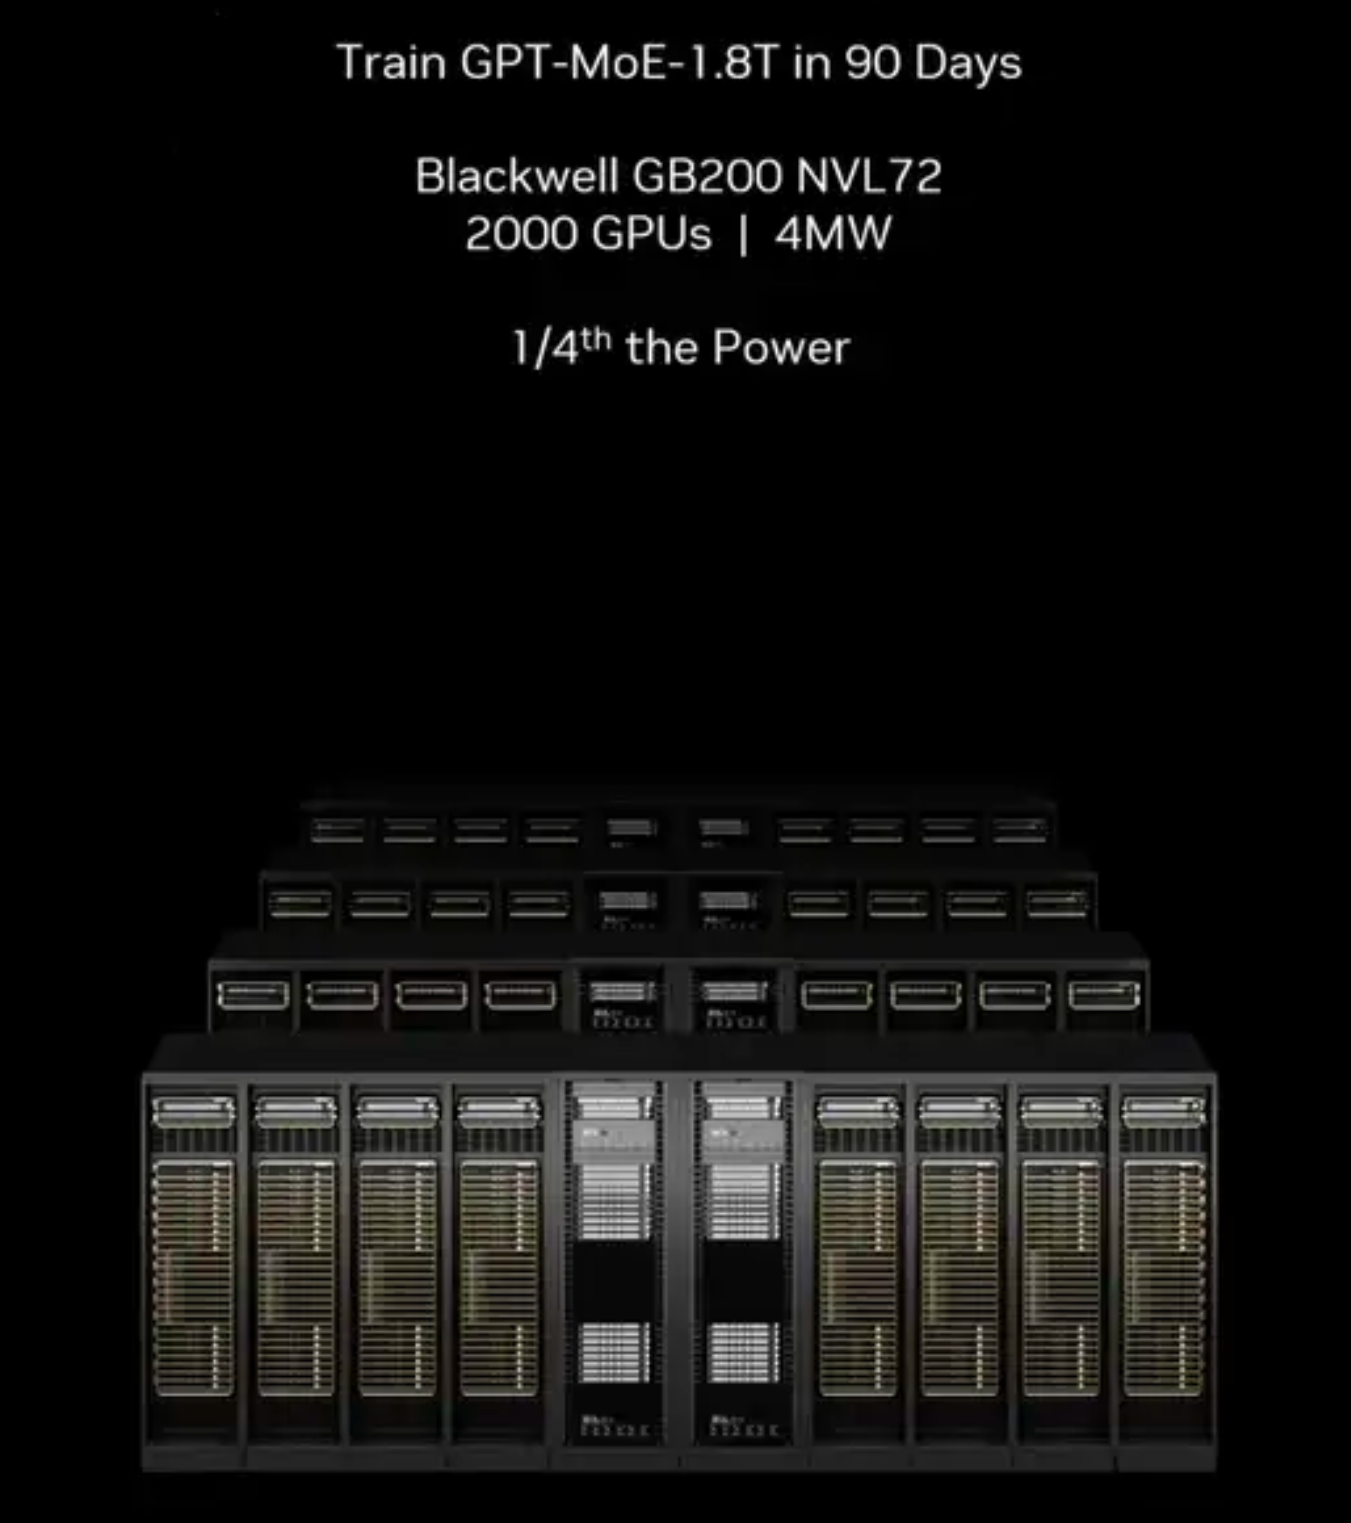 Train GPT-MoE-1.8T in 90 Days
Blackwell GB200 NVL72
2000 GPUs | 4MW
1/4th the Power